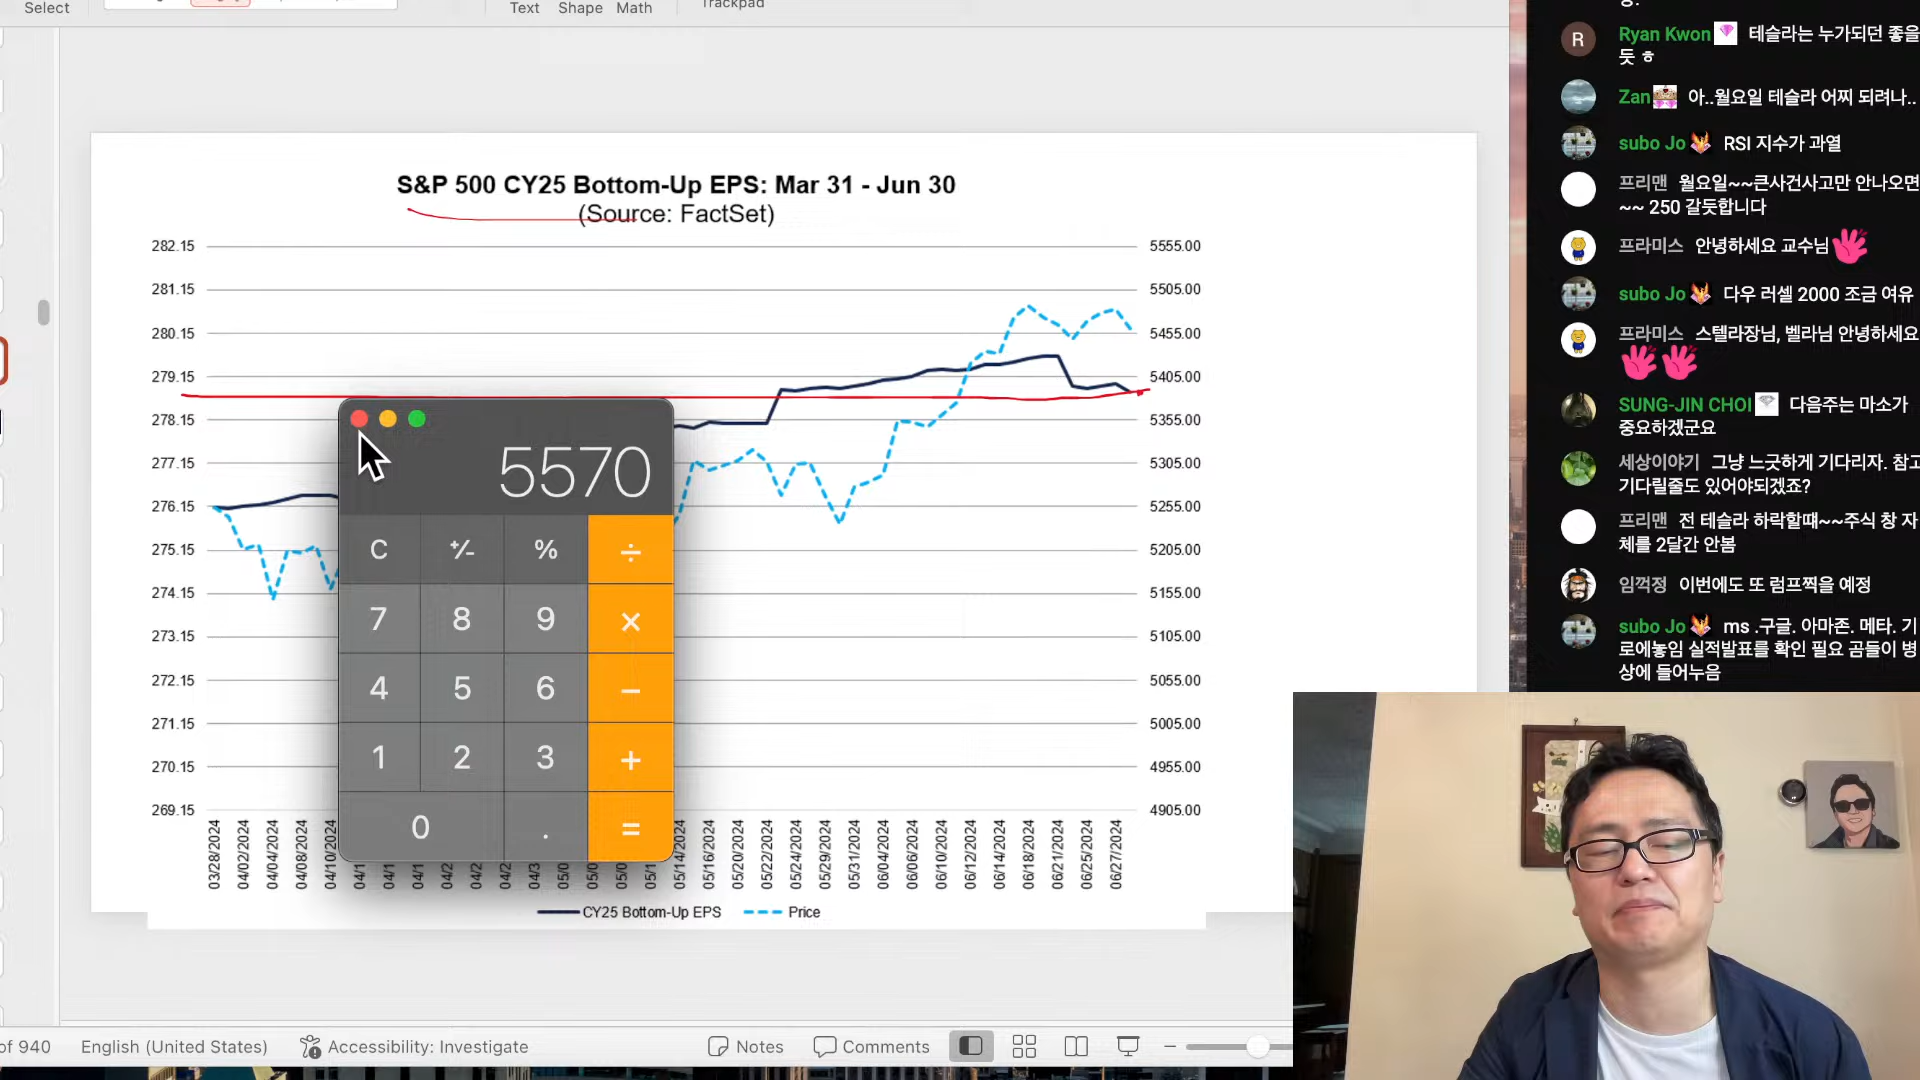 Select
Text
Shape
Math
Trackpad
S&P 500 CY25 Bottom-Up EPS: Mar 31 - Jun 30
(Source: FactSet)
282.15
281.15
280.15
279.15
278.15
277.15
276.15
275.15
274.15
273.15
272.15
271.15
270.15
269.15
5555.00
5505.00
5455.00
5405.00
5355.00
5305.00
5255.00
5205.00
5155.00
5105.00
5055.00
5005.00
4955.00
4905.00
5570
C
%
÷
7
8
9
×
4
5
6
−
1
2
3
+
0
.
=
03/28/2024
04/02/2024
04/04/2024
04/08/2024
04/10/2024
05/14/2024
05/16/2024
05/20/2024
05/22/2024
05/24/2024
05/29/2024
05/31/2024
06/04/2024
06/06/2024
06/10/2024
06/12/2024
06/14/2024
06/18/2024
06/21/2024
06/25/2024
06/27/2024
CY25 Bottom-Up EPS
Price
of 940
English (United States)
Accessibility: Investigate
Notes
Comments
R
Ryan Kwon 테슬라는 누가되던 좋을
듯 ㅎ
Zan 아..월요일 테슬라 어찌 되려나..
subo Jo RSI 지수가 과열
프리맨 월요일~~큰사건사고만 안나오면
~~ 250 갈듯합니다
프라미스 안녕하세요 교수님
subo Jo 다우 러셀 2000 조금 여유
프라미스 스텔라장님, 벨라님 안녕하세요
SUNG-JIN CHOI 다음주는 마소가
중요하겠군요
세상이야기 그냥 느긋하게 기다리자. 참고
기다릴줄도 있어야되겠죠?
프리맨 전 테슬라 하락할떄~~주식 창 자
체를 2달간 안봄
임꺽정 이번에도 또 럼프찍을 예정
subo Jo ms .구글. 아마존. 메타. 기
로에놓임 실적발표를 확인 필요 곰들이 병
상에 들어누음